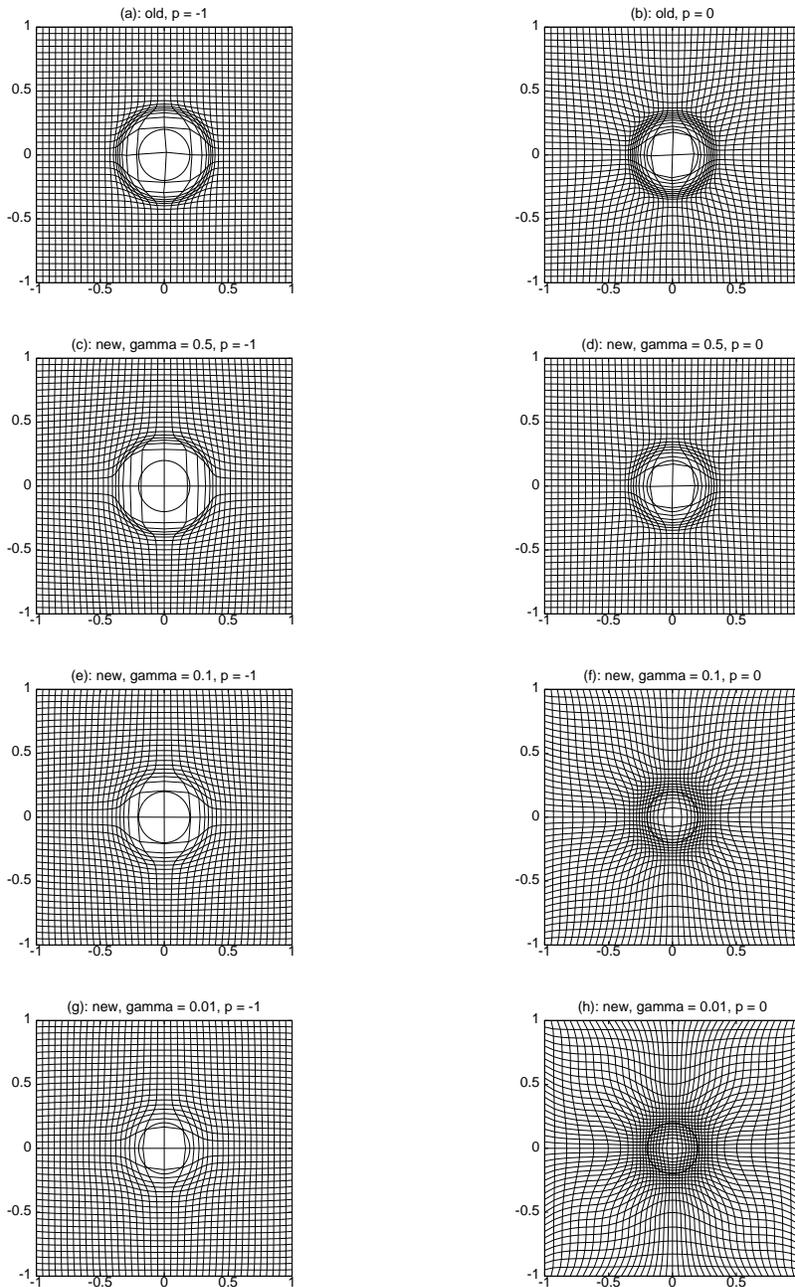 (a): old, p = -1
1
0.5
0
-0.5
-1
-1 -0.5 0 0.5 1
(b): old, p = 0
1
0.5
0
-0.5
-1
-1 -0.5 0 0.5
(c): new, gamma = 0.5, p = -1
1
0.5
0
-0.5
-1
-1 -0.5 0 0.5 1
(d): new, gamma = 0.5, p = 0
1
0.5
0
-0.5
-1
-1 -0.5 0 0.5
(e): new, gamma = 0.1, p = -1
1
0.5
0
-0.5
-1
-1 -0.5 0 0.5 1
(f): new, gamma = 0.1, p = 0
1
0.5
0
-0.5
-1
-1 -0.5 0 0.5
(g): new, gamma = 0.01, p = -1
1
0.5
0
-0.5
-1
-1 -0.5 0 0.5 1
(h): new, gamma = 0.01, p = 0
1
0.5
0
-0.5
-1
-1 -0.5 0 0.5